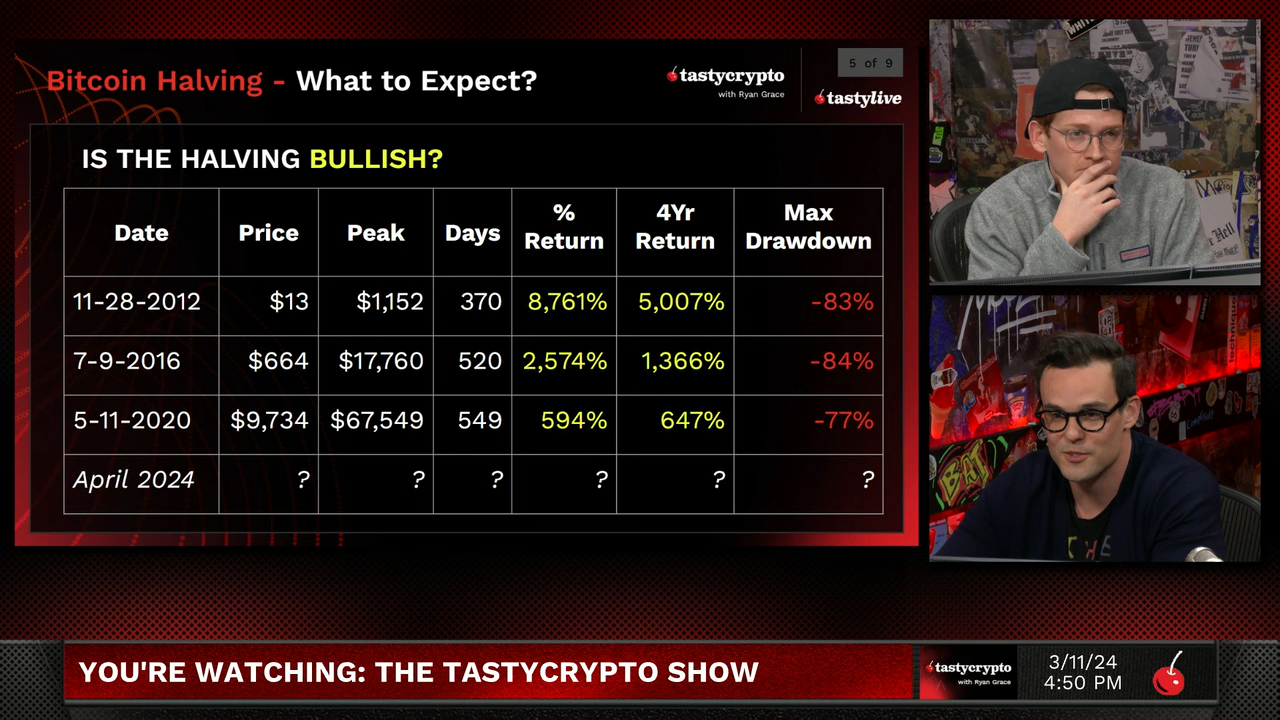 Bitcoin Halving - What to Expect?
tastycrypto
with Ryan Grace
5 of 9
tastylive
IS THE HALVING BULLISH?
Date Price Peak Days % Return 4Yr Return Max Drawdown
11-28-2012 $13 $1,152 370 8,761% 5,007% -83%
7-9-2016 $664 $17,760 520 2,574% 1,366% -84%
5-11-2020 $9,734 $67,549 549 594% 647% -77%
April 2024 ? ? ? ? ? ?
YOU'RE WATCHING: THE TASTYCRYPTO SHOW
tastycrypto
with Ryan Grace
3/11/24
4:50 PM